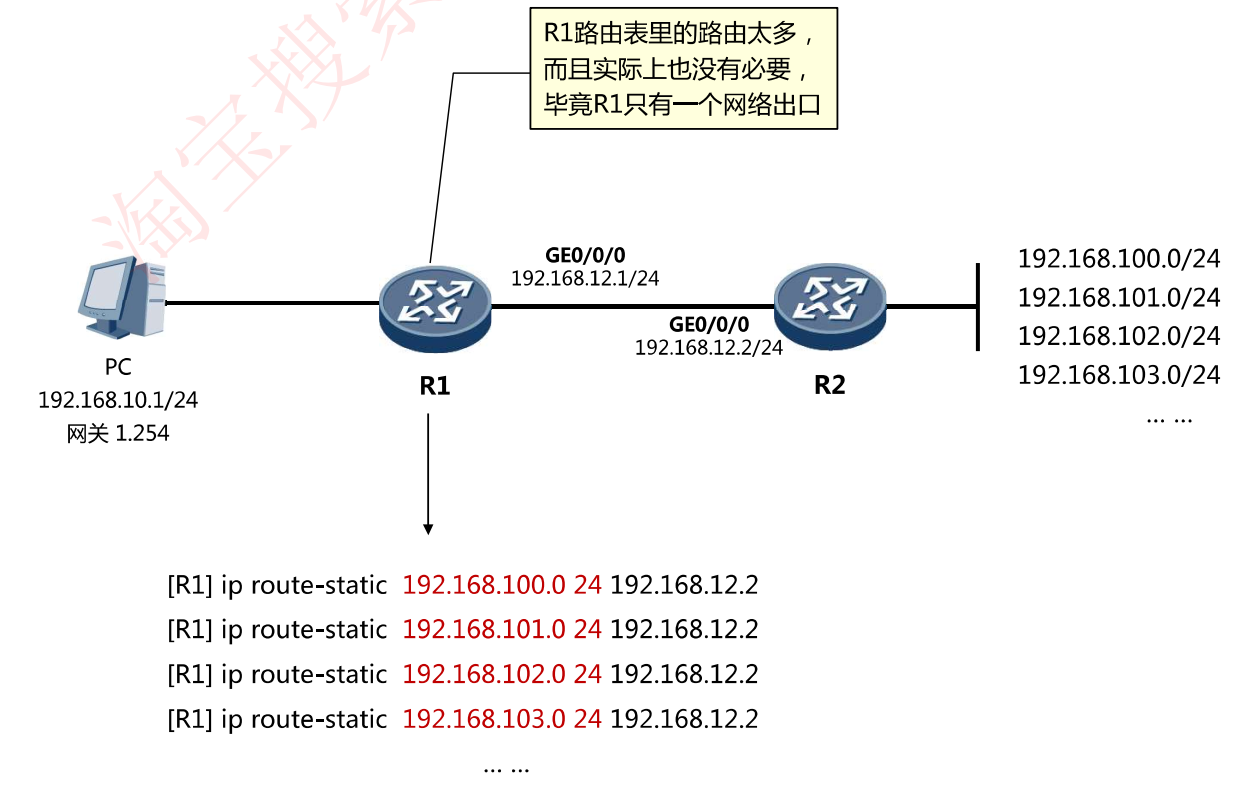 R1路由表里的路由太多，
而且实际上也没有必要，
毕竟R1只有一个网络出口
淘宝搜索
GE0/0/0
192.168.12.1/24
GE0/0/0
192.168.12.2/24
192.168.100.0/24
192.168.101.0/24
192.168.102.0/24
192.168.103.0/24
... ...
PC
192.168.10.1/24
网关 1.254
R1
R2
[R1] ip route-static 192.168.100.0 24 192.168.12.2
[R1] ip route-static 192.168.101.0 24 192.168.12.2
[R1] ip route-static 192.168.102.0 24 192.168.12.2
[R1] ip route-static 192.168.103.0 24 192.168.12.2
... ...